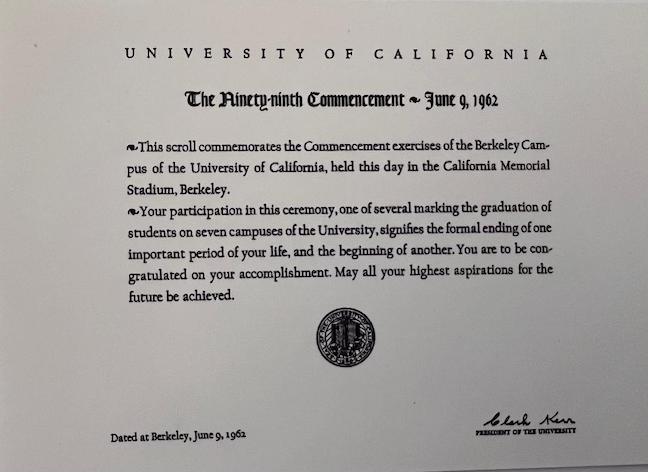 UNIVERSITY OF CALIFORNIA
The Ninety-ninth Commencement ❧ June 9, 1962
❧This scroll commemorates the Commencement exercises of the Berkeley Cam-
pus of the University of California, held this day in the California Memorial
Stadium, Berkeley.
❧Your participation in this ceremony, one of several marking the graduation of
students on seven campuses of the University, signifies the formal ending of one
important period of your life, and the beginning of another. You are to be con-
gratulated on your accomplishment. May all your highest aspirations for the
future be achieved.
Clark Kerr
PRESIDENT OF THE UNIVERSITY
Dated at Berkeley, June 9, 1962